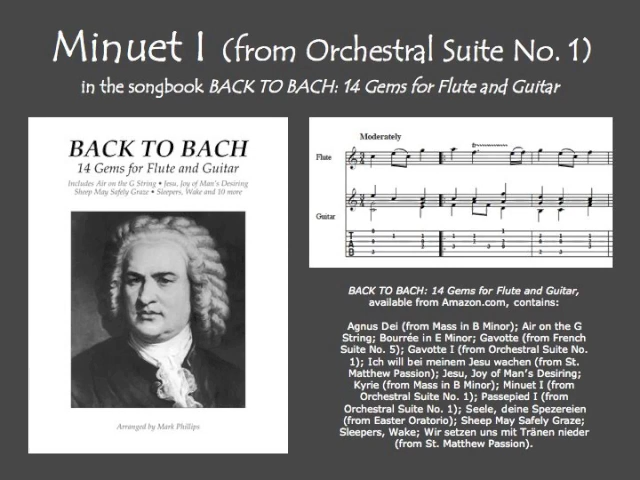 Minuet I (from Orchestral Suite No. 1)
in the songbook BACK TO BACH: 14 Gems for Flute and Guitar
BACK TO BACH
14 Gems for Flute and Guitar
Includes Air on the G String • Jesu, Joy of Man's Desiring
Sheep May Safely Graze • Sleepers, Wake and 10 more
Arranged by Mark Phillips
Moderately
Flute
Guitar
BACK TO BACH: 14 Gems for Flute and Guitar,
available from Amazon.com, contains:
Agnus Dei (from Mass in B Minor); Air on the G
String; Bourrée in E Minor; Gavotte (from French
Suite No. 5); Gavotte I (from Orchestral Suite No.
1); Ich will bei meinem Jesu wachen (from St.
Matthew Passion); Jesu, Joy of Man's Desiring;
Kyrie (from Mass in B Minor); Minuet I (from
Orchestral Suite No. 1); Passepied I (from
Orchestral Suite No. 1); Seele, deine Spezereien
(from Easter Oratorio); Sheep May Safely Graze;
Sleepers, Wake; Wir setzen uns mit Tränen nieder
(from St. Matthew Passion).